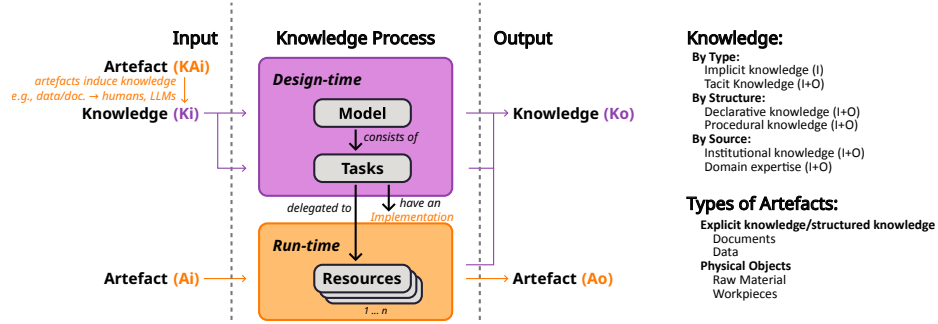 Input
Knowledge Process
Output
Artefact (KAi)
artefacts induce knowledge
e.g., data/doc. → humans, LLMs
Knowledge (Ki)
Design-time
Model
consists of
Tasks
delegated to
have an
Implementation
Run-time
Artefact (Ai)
Resources
1 ... n
Knowledge (Ko)
Artefact (Ao)
Knowledge:
By Type:
Implicit knowledge (I)
Tacit Knowledge (I+O)
By Structure:
Declarative knowledge (I+O)
Procedural knowledge (I+O)
By Source:
Institutional knowledge (I+O)
Domain expertise (I+O)
Types of Artefacts:
Explicit knowledge/structured knowledge
Documents
Data
Physical Objects
Raw Material
Workpieces